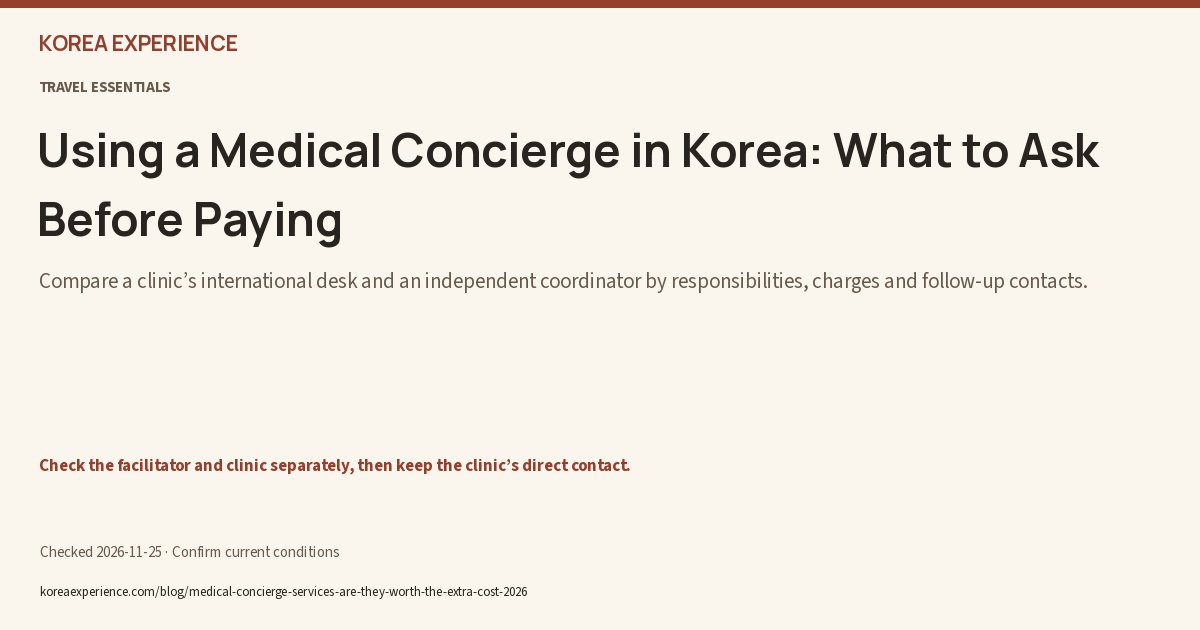 KOREA EXPERIENCE
TRAVEL ESSENTIALS
Using a Medical Concierge in Korea: What to Ask
Before Paying
Compare a clinic’s international desk and an independent coordinator by responsibilities, charges and follow-up contacts.
Check the facilitator and clinic separately, then keep the clinic’s direct contact.
Checked 2026-11-25 · Confirm current conditions
koreaexperience.com/blog/medical-concierge-services-are-they-worth-the-extra-cost-2026